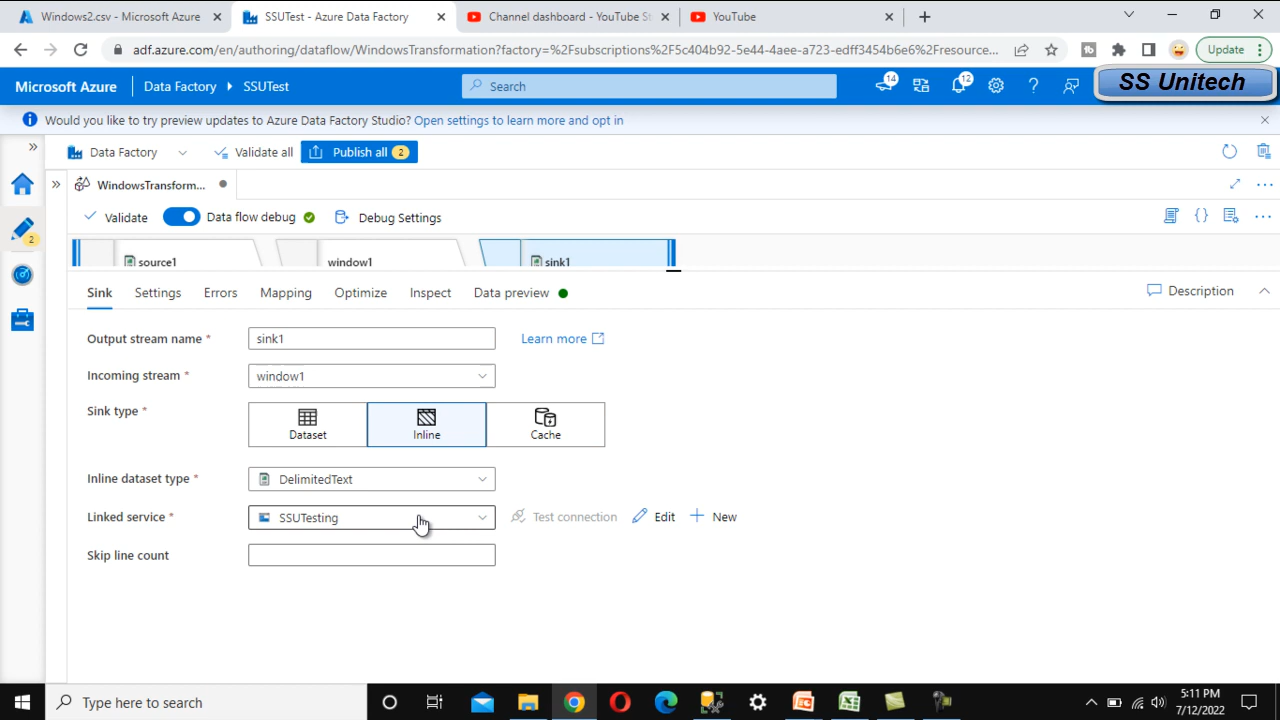 Windows2.csv - Microsoft Azure
SSUTest - Azure Data Factory
Channel dashboard - YouTube St
YouTube
adf.azure.com/en/authoring/dataflow/WindowsTransformation?factory=%2Fsubscriptions%2F5c404b92-5e44-4aee-a723-edff3454b6e6%2Fresource...
Update
Microsoft Azure
Data Factory
SSUTest
Search
14
12
SS Unitech
Would you like to try preview updates to Azure Data Factory Studio? Open settings to learn more and opt in
Data Factory
Validate all
Publish all 2
WindowsTransform...
2
Validate
Data flow debug
Debug Settings
source1
window1
sink1
Sink
Settings
Errors
Mapping
Optimize
Inspect
Data preview
Description
Output stream name *
sink1
Learn more
Incoming stream *
window1
Sink type *
Dataset
Inline
Cache
Inline dataset type *
DelimitedText
Linked service *
SSUTesting
Test connection
Edit
New
Skip line count
Type here to search
5:11 PM
7/12/2022